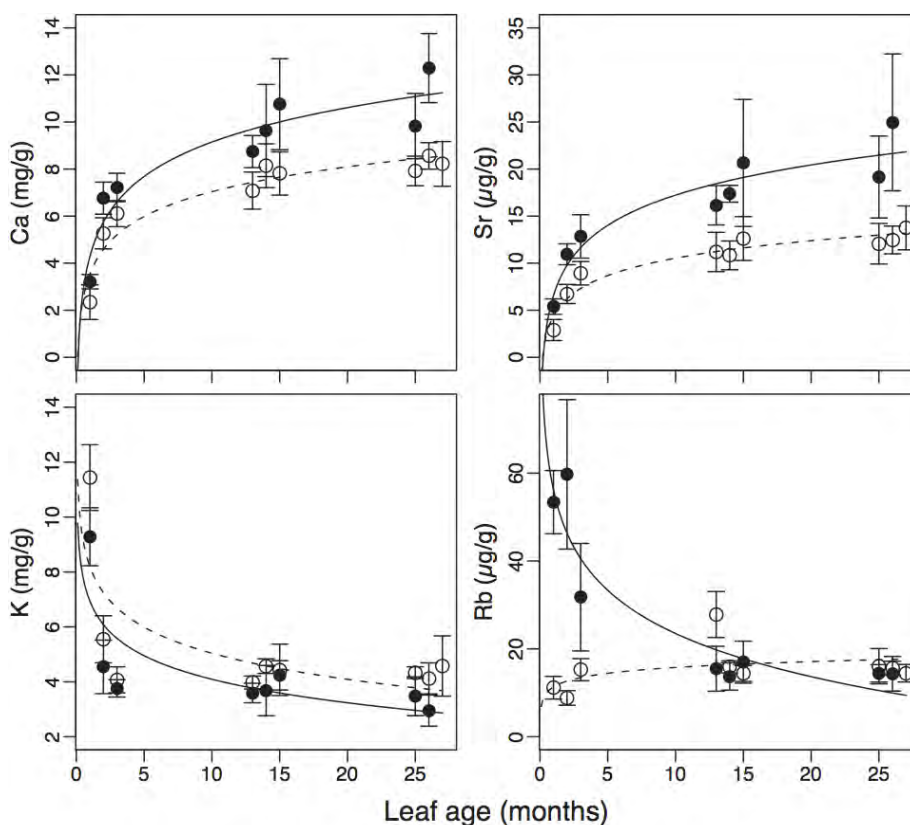 Ca (mg/g)
0 2 4 6 8 10 12 14
Sr (µg/g)
0 5 10 15 20 25 30 35
K (mg/g)
2 4 6 8 10 12 14
0 5 10 15 20 25
Rb (µg/g)
0 20 40 60
0 5 10 15 20 25
Leaf age (months)